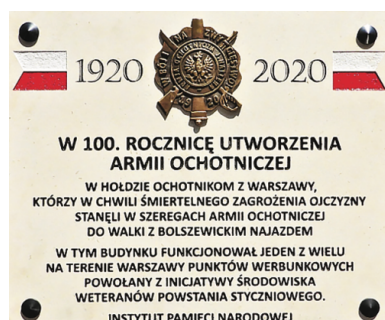 1920 2020
W 100. ROCZNICĘ UTWORZENIA
ARMII OCHOTNICZEJ
W HOŁDZIE OCHOTNIKOM Z WARSZAWY,
KTÓRZY W CHWILI ŚMIERTELNEGO ZAGROŻENIA OJCZYZNY
STANĘLI W SZEREGACH ARMII OCHOTNICZEJ
DO WALKI Z BOLSZEWICKIM NAJAZDEM
W TYM BUDYNKU FUNKCJONOWAŁ JEDEN Z WIELU
NA TERENIE WARSZAWY PUNKTÓW WERBUNKOWYCH
POWOŁANY Z INICJATYWY ŚRODOWISKA
WETERANÓW POWSTANIA STYCZNIOWEGO.
INSTYTUT PAMIĘCI NARODOWEJ